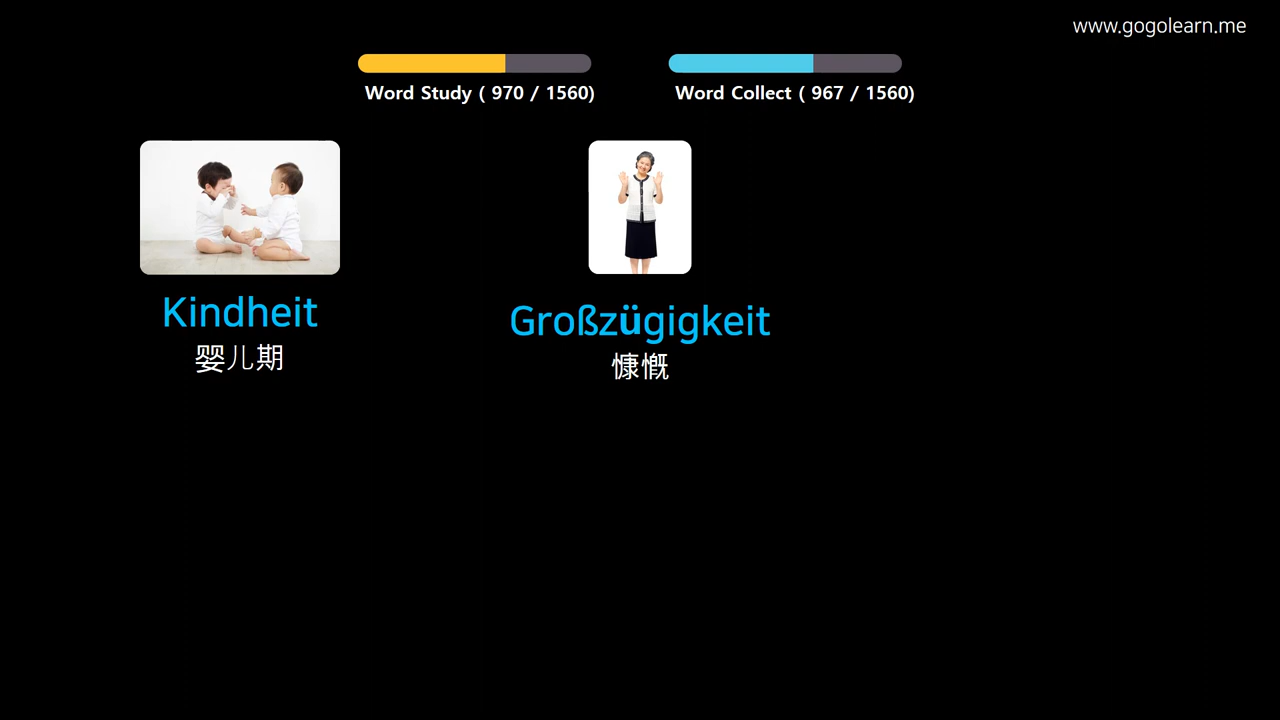 www.gogolearn.me
Word Study ( 970 / 1560)
Word Collect ( 967 / 1560)
Kindheit
婴儿期
Großzügigkeit
慷慨